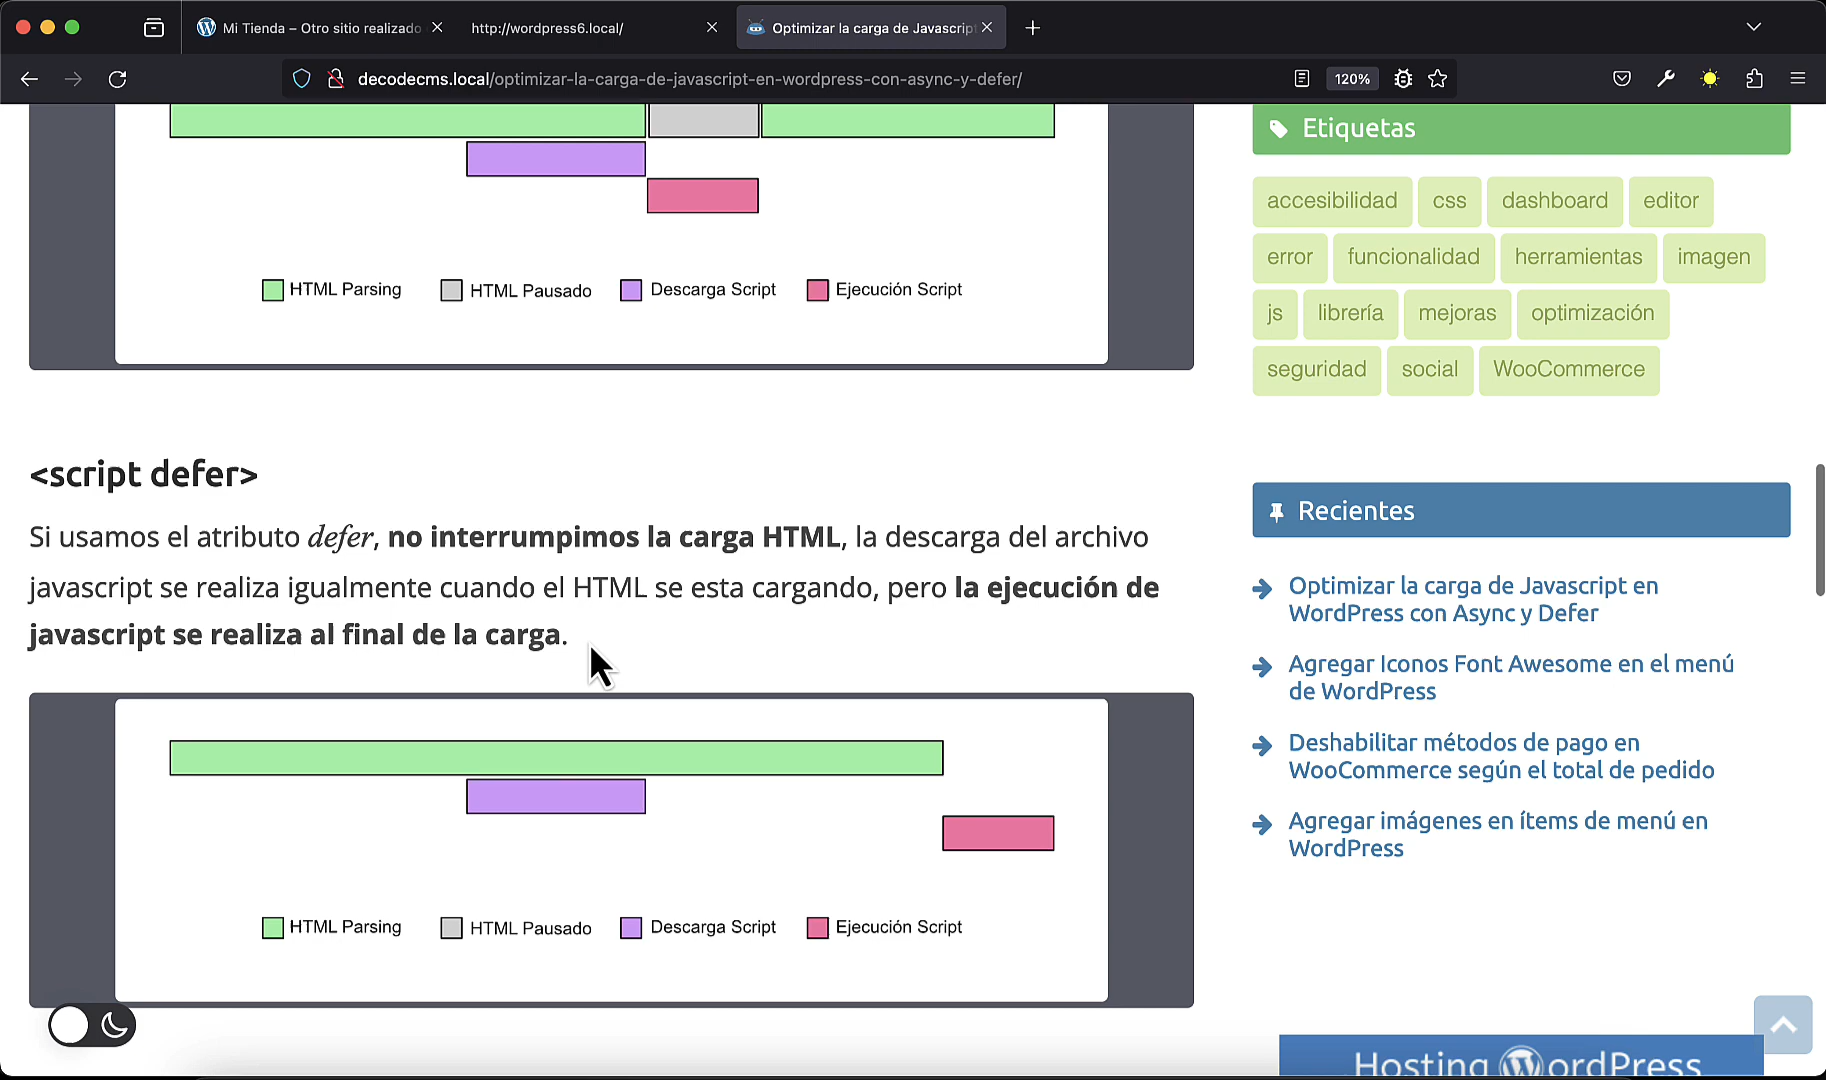 Mi Tienda – Otro sitio realizado
http://wordpress6.local/
Optimizar la carga de Javascrip
decodecms.local/optimizar-la-carga-de-javascript-en-wordpress-con-async-y-defer/
120%
HTML Parsing HTML Pausado Descarga Script Ejecución Script
<script defer>
Si usamos el atributo defer, no interrumpimos la carga HTML, la descarga del archivo
javascript se realiza igualmente cuando el HTML se esta cargando, pero la ejecución de
javascript se realiza al final de la carga.
HTML Parsing HTML Pausado Descarga Script Ejecución Script
Etiquetas
accesibilidad css dashboard editor
error funcionalidad herramientas imagen
js librería mejoras optimización
seguridad social WooCommerce
Recientes
Optimizar la carga de Javascript en
WordPress con Async y Defer
Agregar Iconos Font Awesome en el menú
de WordPress
Deshabilitar métodos de pago en
WooCommerce según el total de pedido
Agregar imágenes en ítems de menú en
WordPress
Hosting WordPress